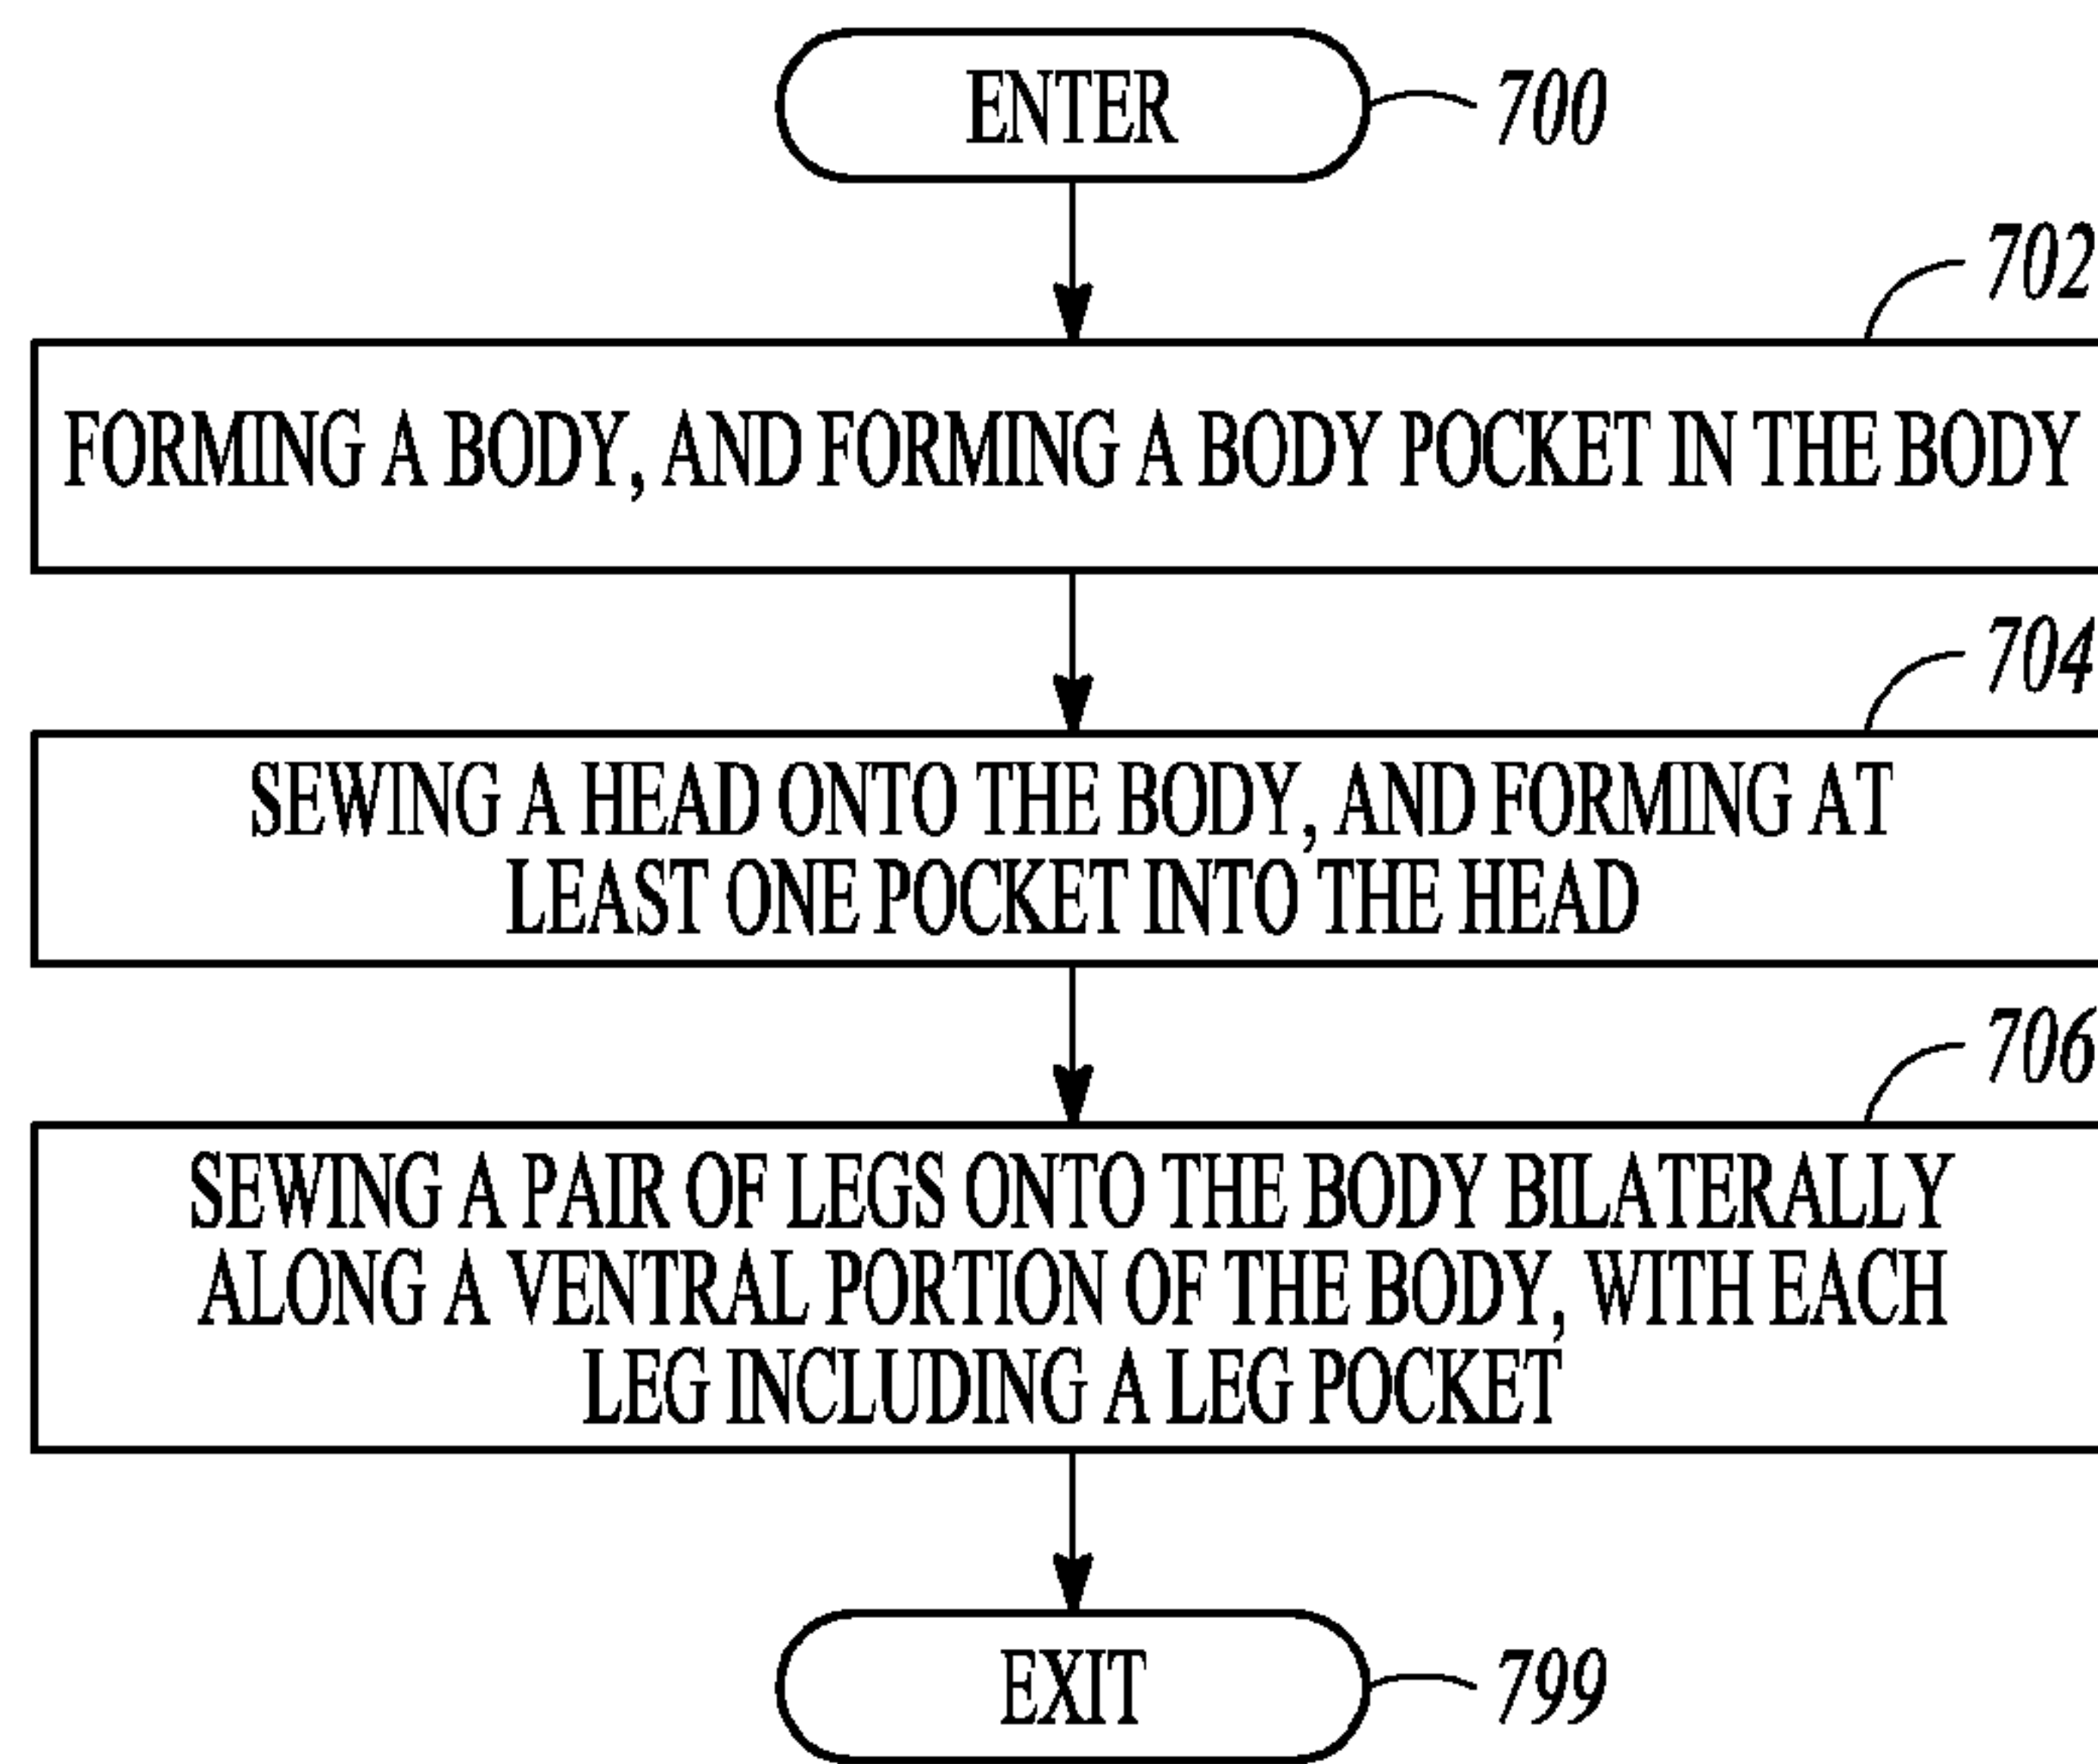 ENTER
700
702
FORMING A BODY, AND FORMING A BODY POCKET IN THE BODY
704
SEWING A HEAD ONTO THE BODY, AND FORMING AT
LEAST ONE POCKET INTO THE HEAD
706
SEWING A PAIR OF LEGS ONTO THE BODY BILATERALLY
ALONG A VENTRAL PORTION OF THE BODY, WITH EACH
LEG INCLUDING A LEG POCKET
EXIT
799